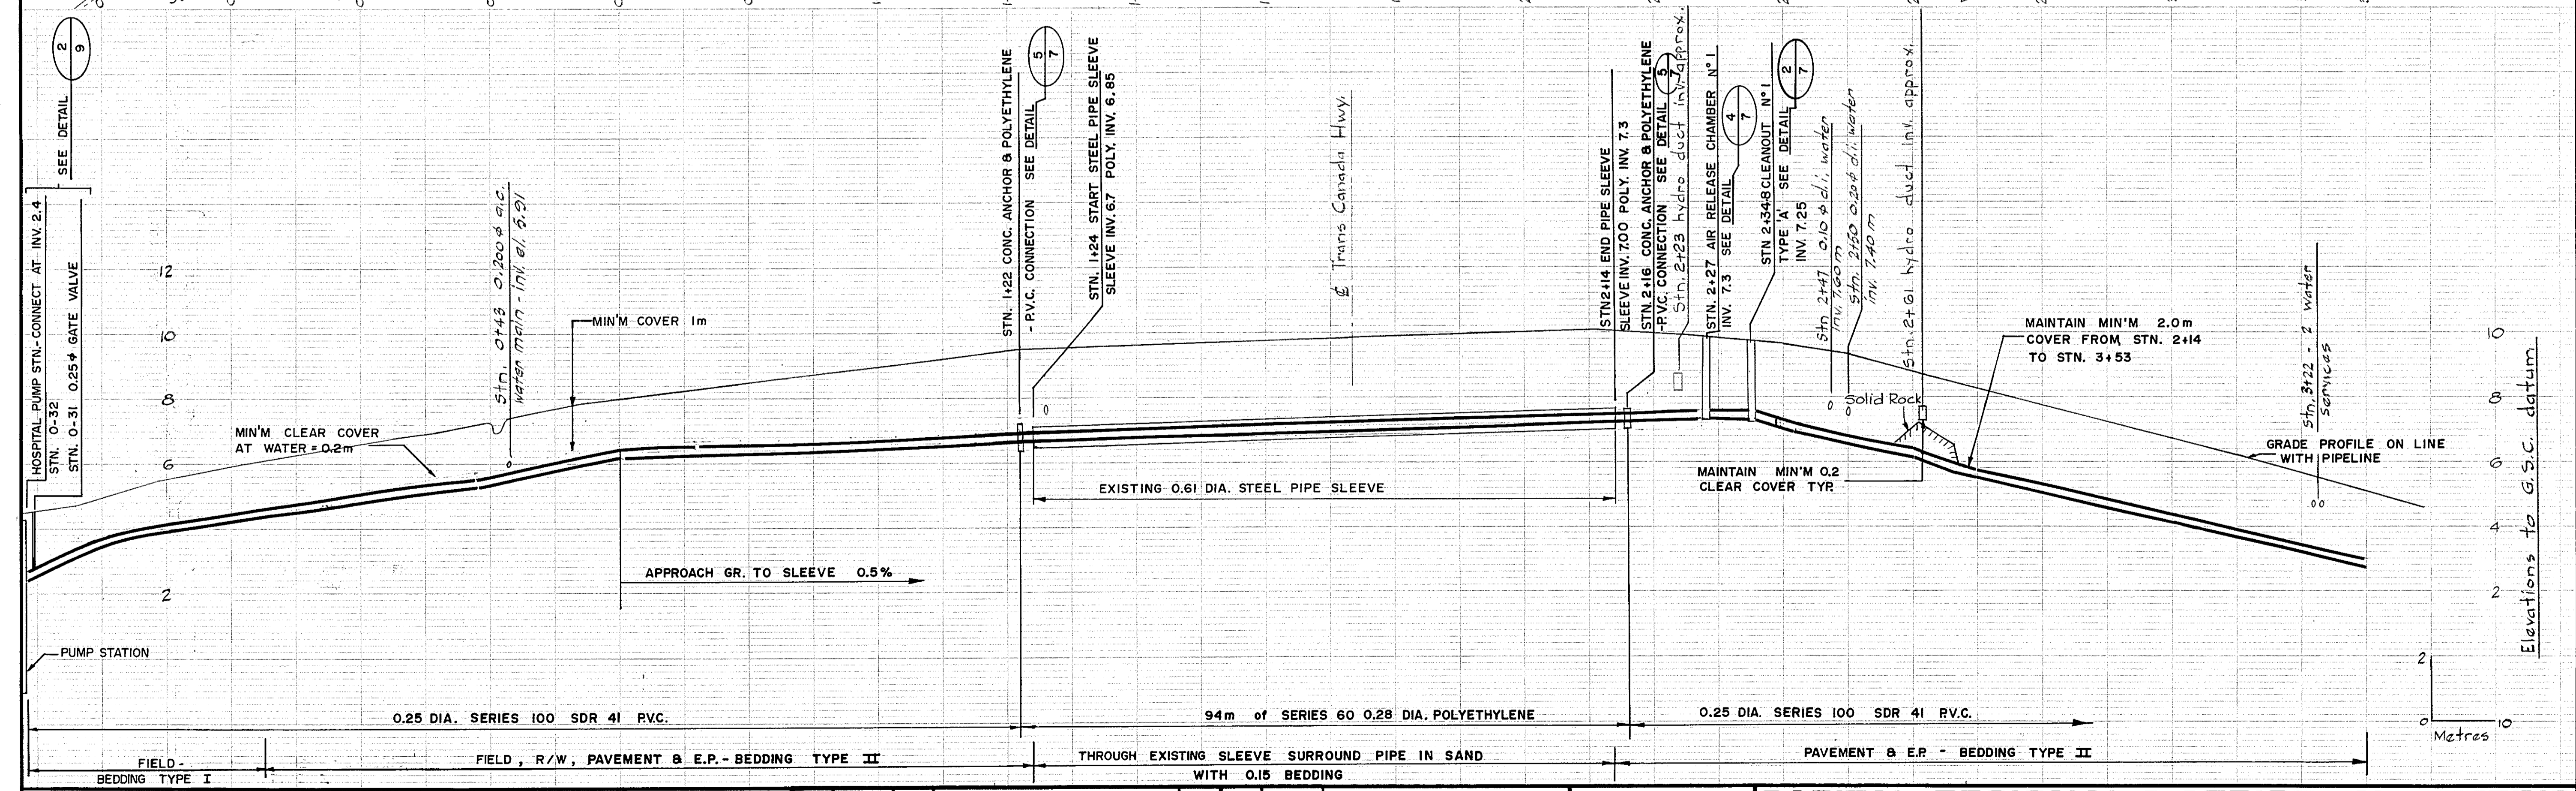 2
9
SEE DETAIL
HOSPITAL PUMP STN.-CONNECT AT INV. 2.4
STN. 0-32
STN. 0-31 0.25ϕ GATE VALVE
12
10
8
6
2
MIN'M CLEAR COVER
AT WATER = 0.2m
Stn. 0+43 0.200 ϕ a.c.
water main - inv. el. 5.91
MIN'M COVER 1m
STN. 1+22 CONC. ANCHOR & POLYETHYLENE
- P.V.C. CONNECTION SEE DETAIL
5
7
STN. 1+24 START STEEL PIPE SLEEVE
SLEEVE INV. 6.7 POLY. INV. 6.85
℄ Trans Canada Hwy.
STN 2+14 END PIPE SLEEVE
SLEEVE INV. 7.00 POLY. INV. 7.3
STN. 2+16 CONC. ANCHOR & POLYETHYLENE
-P.V.C. CONNECTION SEE DETAIL
5
7
Stn. 2+23 hydro duct inv. approx.
STN. 2+27 AIR RELEASE CHAMBER Nº 1
INV. 7.3 SEE DETAIL
4
7
STN 2+34.8 CLEANOUT Nº 1
TYPE 'A' SEE DETAIL
INV. 7.25
2
7
Stn 2+47 0.10 ϕ d.i. water
inv. 7.60 m
Stn. 2+50 0.20ϕ d.i. water
inv. 7.40 m
Stn. 2+61 hydro duct inv. approx.
Solid Rock
MAINTAIN MIN'M 2.0m
COVER FROM STN. 2+14
TO STN. 3+53
Stn. 3+22 - 2 water
services
GRADE PROFILE ON LINE
WITH PIPELINE
MAINTAIN MIN'M 0.2
CLEAR COVER TYP.
EXISTING 0.61 DIA. STEEL PIPE SLEEVE
APPROACH GR. TO SLEEVE 0.5%
10
8
6
4
2
Elevations to G.S.C. datum
PUMP STATION
2
0
10
Metres
0.25 DIA. SERIES 100 SDR 41 P.V.C.
94m of SERIES 60 0.28 DIA. POLYETHYLENE
0.25 DIA. SERIES 100 SDR 41 P.V.C.
FIELD -
BEDDING TYPE I
FIELD, R/W, PAVEMENT & E.P. - BEDDING TYPE II
THROUGH EXISTING SLEEVE SURROUND PIPE IN SAND
WITH 0.15 BEDDING
PAVEMENT & E.P. - BEDDING TYPE II